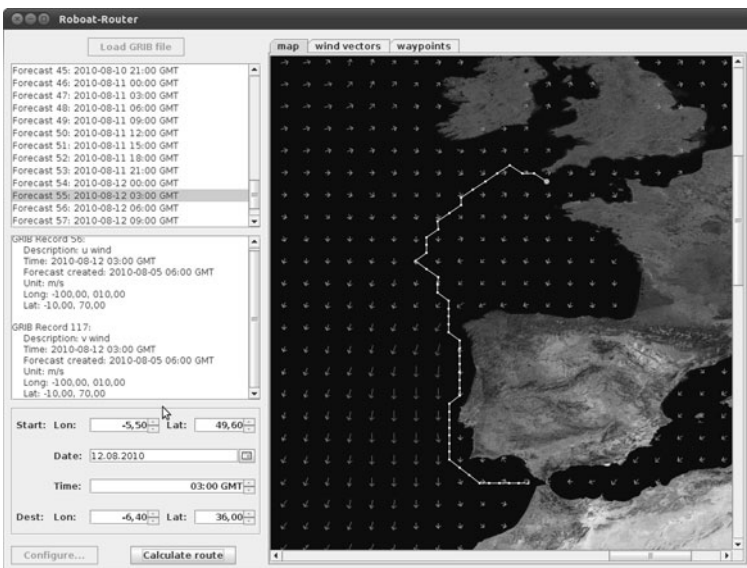 Roboat-Router
Load GRIB file
map wind vectors waypoints
Forecast 45: 2010-08-10 21:00 GMT
Forecast 46: 2010-08-11 00:00 GMT
Forecast 47: 2010-08-11 03:00 GMT
Forecast 48: 2010-08-11 06:00 GMT
Forecast 49: 2010-08-11 09:00 GMT
Forecast 50: 2010-08-11 12:00 GMT
Forecast 51: 2010-08-11 15:00 GMT
Forecast 52: 2010-08-11 18:00 GMT
Forecast 53: 2010-08-11 21:00 GMT
Forecast 54: 2010-08-12 00:00 GMT
Forecast 55: 2010-08-12 03:00 GMT
Forecast 56: 2010-08-12 06:00 GMT
Forecast 57: 2010-08-12 09:00 GMT
GRIB Record 56:
Description: u wind
Time: 2010-08-12 03:00 GMT
Forecast created: 2010-08-05 06:00 GMT
Unit: m/s
Long: -100,00, 010,00
Lat: -10,00, 70,00
GRIB Record 117:
Description: v wind
Time: 2010-08-12 03:00 GMT
Forecast created: 2010-08-05 06:00 GMT
Unit: m/s
Long: -100,00, 010,00
Lat: -10,00, 70,00
Start: Lon: -5,50 Lat: 49,60
Date: 12.08.2010
Time: 03:00 GMT
Dest: Lon: -6,40 Lat: 36,00
Configure... Calculate route